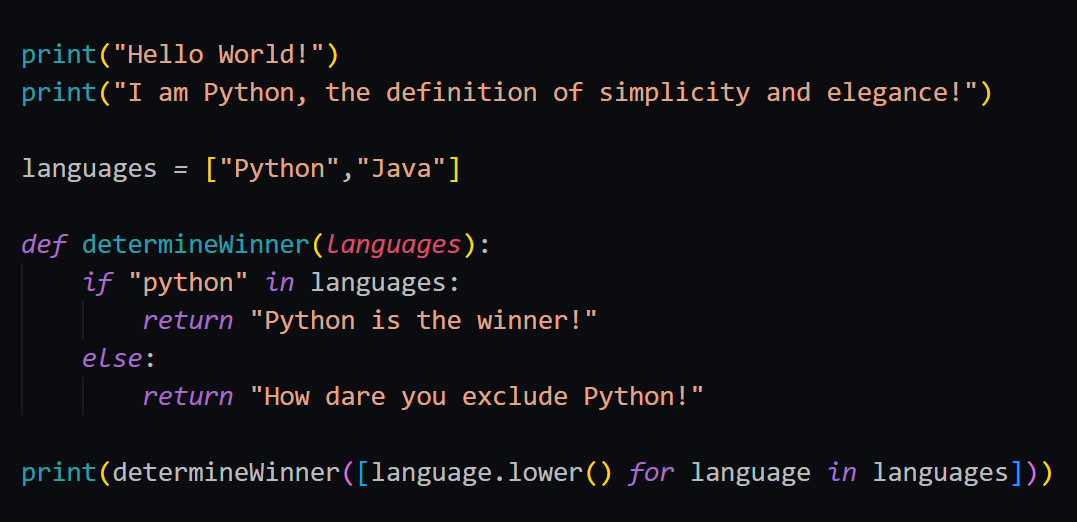 print("Hello World!")
print("I am Python, the definition of simplicity and elegance!")
languages = ["Python","Java"]
def determineWinner(languages):
    if "python" in languages:
        return "Python is the winner!"
    else:
        return "How dare you exclude Python!"
print(determineWinner([language.lower() for language in languages]))